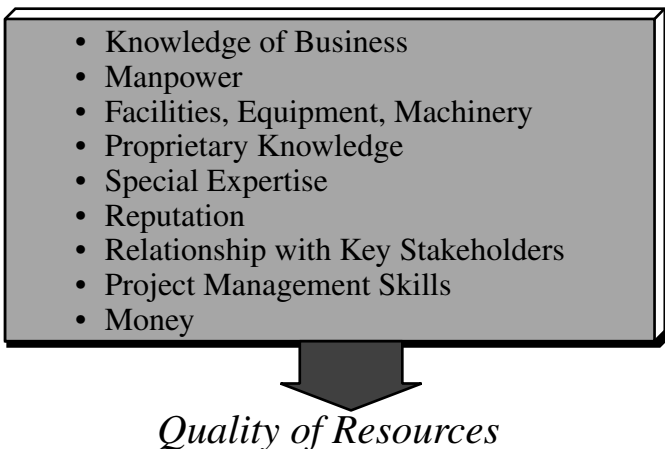 • Knowledge of Business
• Manpower
• Facilities, Equipment, Machinery
• Proprietary Knowledge
• Special Expertise
• Reputation
• Relationship with Key Stakeholders
• Project Management Skills
• Money
Quality of Resources